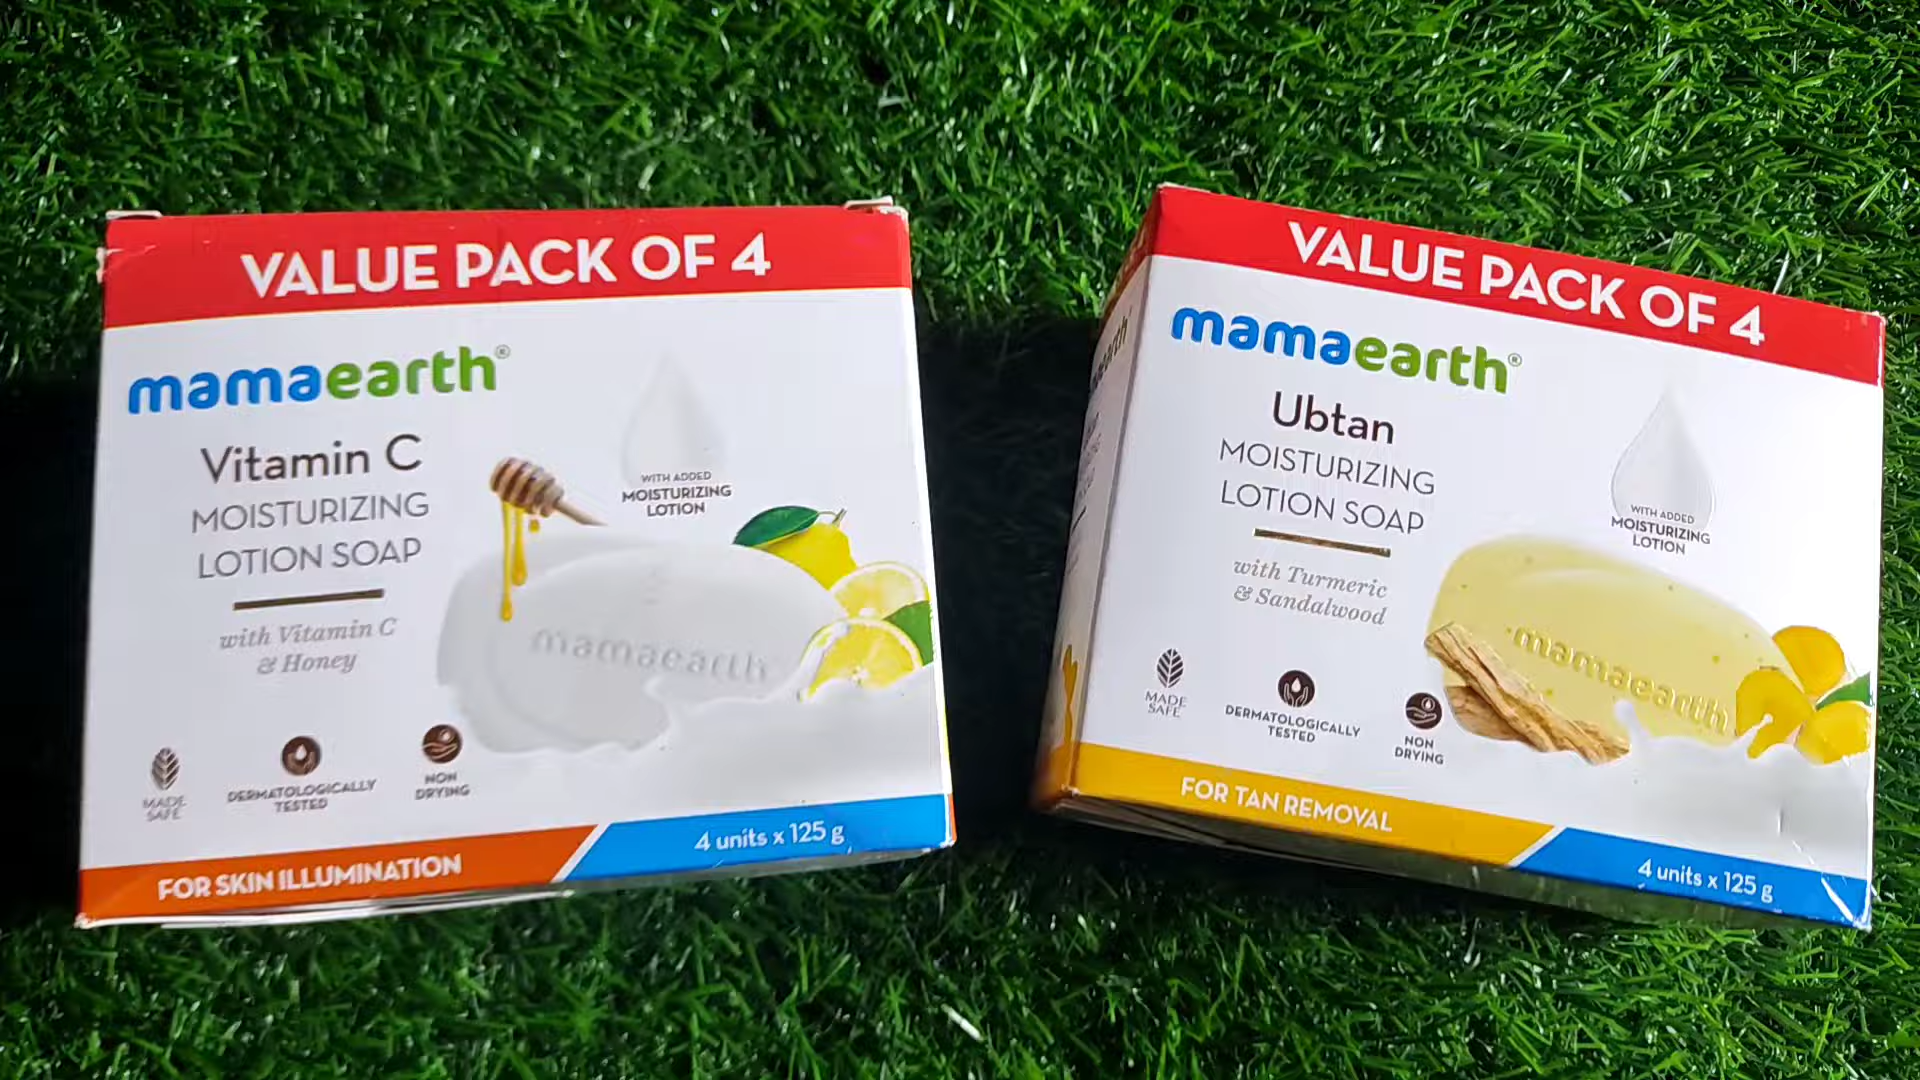 VALUE PACK OF 4
mamaearth®
Vitamin C
MOISTURIZING
LOTION SOAP
with Vitamin C
& Honey
WITH ADDED
MOISTURIZING
LOTION
mamaearth
MADE
SAFE
DERMATOLOGICALLY
TESTED
NON
DRYING
FOR SKIN ILLUMINATION
4 units x 125 g
VALUE PACK OF 4
mamaearth®
Ubtan
MOISTURIZING
LOTION SOAP
with Turmeric
& Sandalwood
WITH ADDED
MOISTURIZING
LOTION
mamaearth
MADE
SAFE
DERMATOLOGICALLY
TESTED
NON
DRYING
FOR TAN REMOVAL
4 units x 125 g